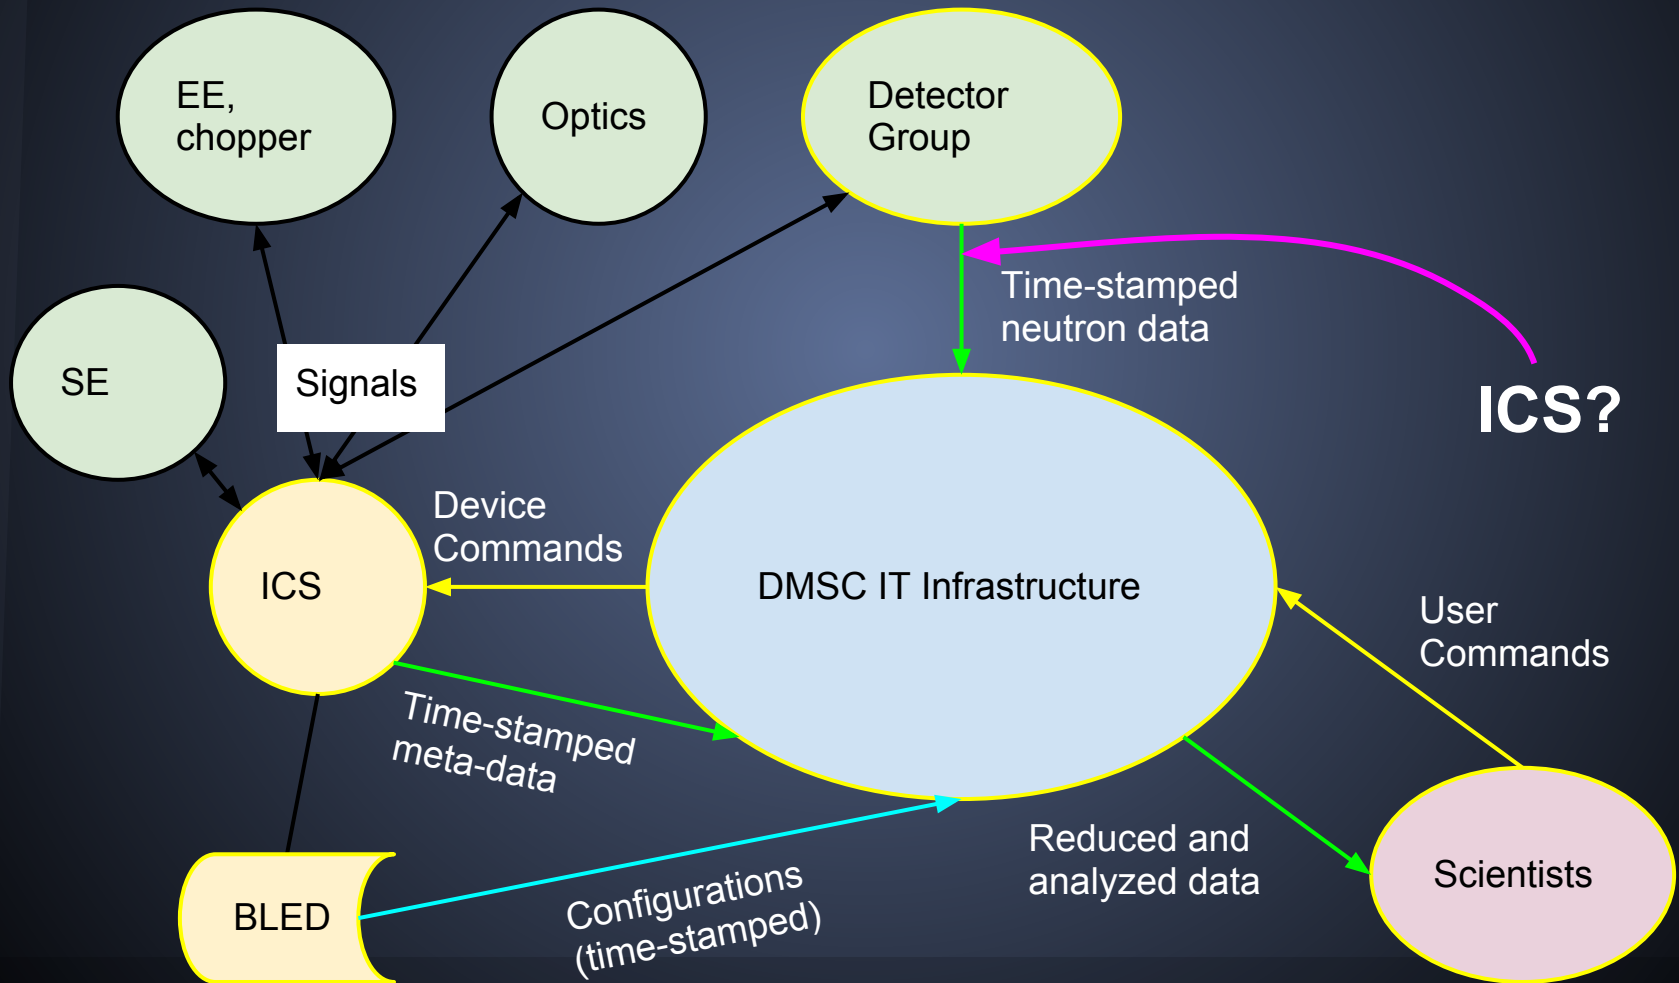 EE,
chopper
Optics
Detector
Group
Time-stamped
neutron data
SE
Signals
ICS?
Device
Commands
ICS
DMSC IT Infrastructure
User
Commands
Time-stamped
meta-data
Reduced and
analyzed data
Scientists
BLED
Configurations
(time-stamped)